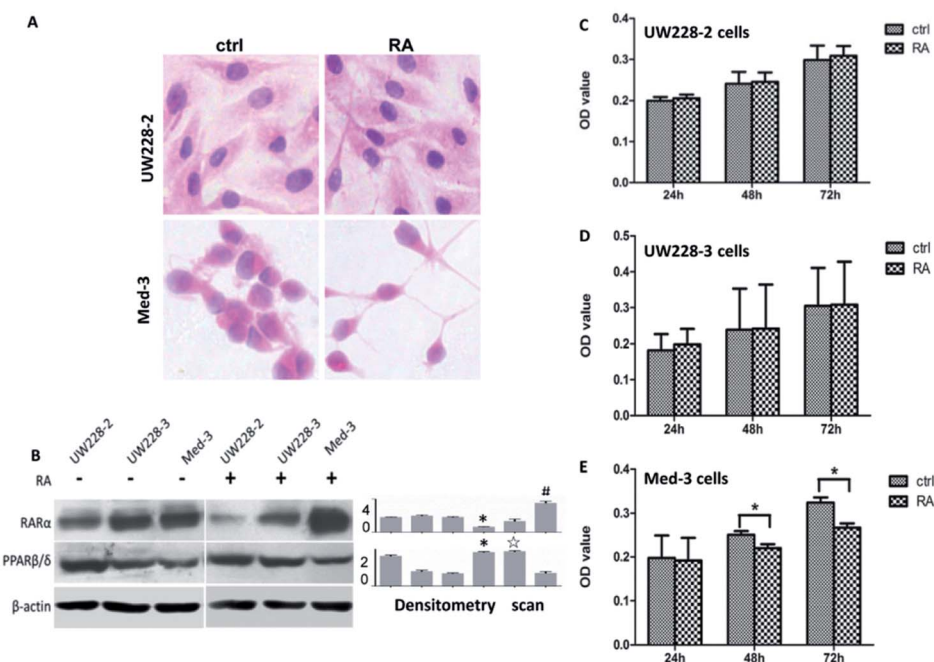 A
ctrl RA
UW228-2
Med-3
B
UW228-2 UW228-3 Med-3 UW228-2 UW228-3 Med-3
RA - - - + + +
RARα
PPARβ/δ
β-actin
4
0
* #
2
0
* ☆
Densitometry scan
C
UW228-2 cells
ctrl
RA
OD value
0.4
0.3
0.2
0.1
0.0
24h 48h 72h
D
UW228-3 cells
ctrl
RA
OD value
0.5
0.4
0.3
0.2
0.1
0.0
24h 48h 72h
E
Med-3 cells
ctrl
RA
OD value
0.4
0.3
0.2
0.1
0.0
* *
24h 48h 72h